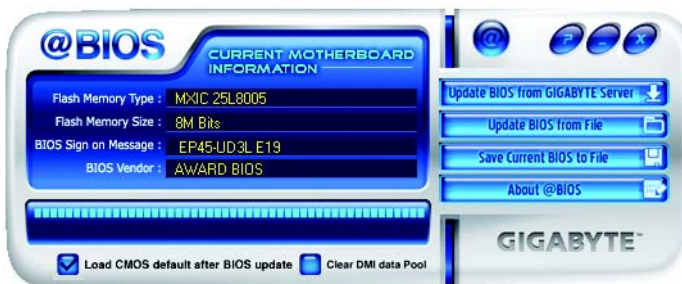 @BIOS
CURRENT MOTHERBOARD
INFORMATION
Flash Memory Type : MXIC 25L8005
Flash Memory Size : 8M Bits
BIOS Sign on Message : EP45-UD3L E19
BIOS Vendor : AWARD BIOS
Load CMOS default after BIOS update
Clear DMI data Pool
@
? _ X
Update BIOS from GIGABYTE Server
Update BIOS from File
Save Current BIOS to File
About @BIOS
GIGABYTE™